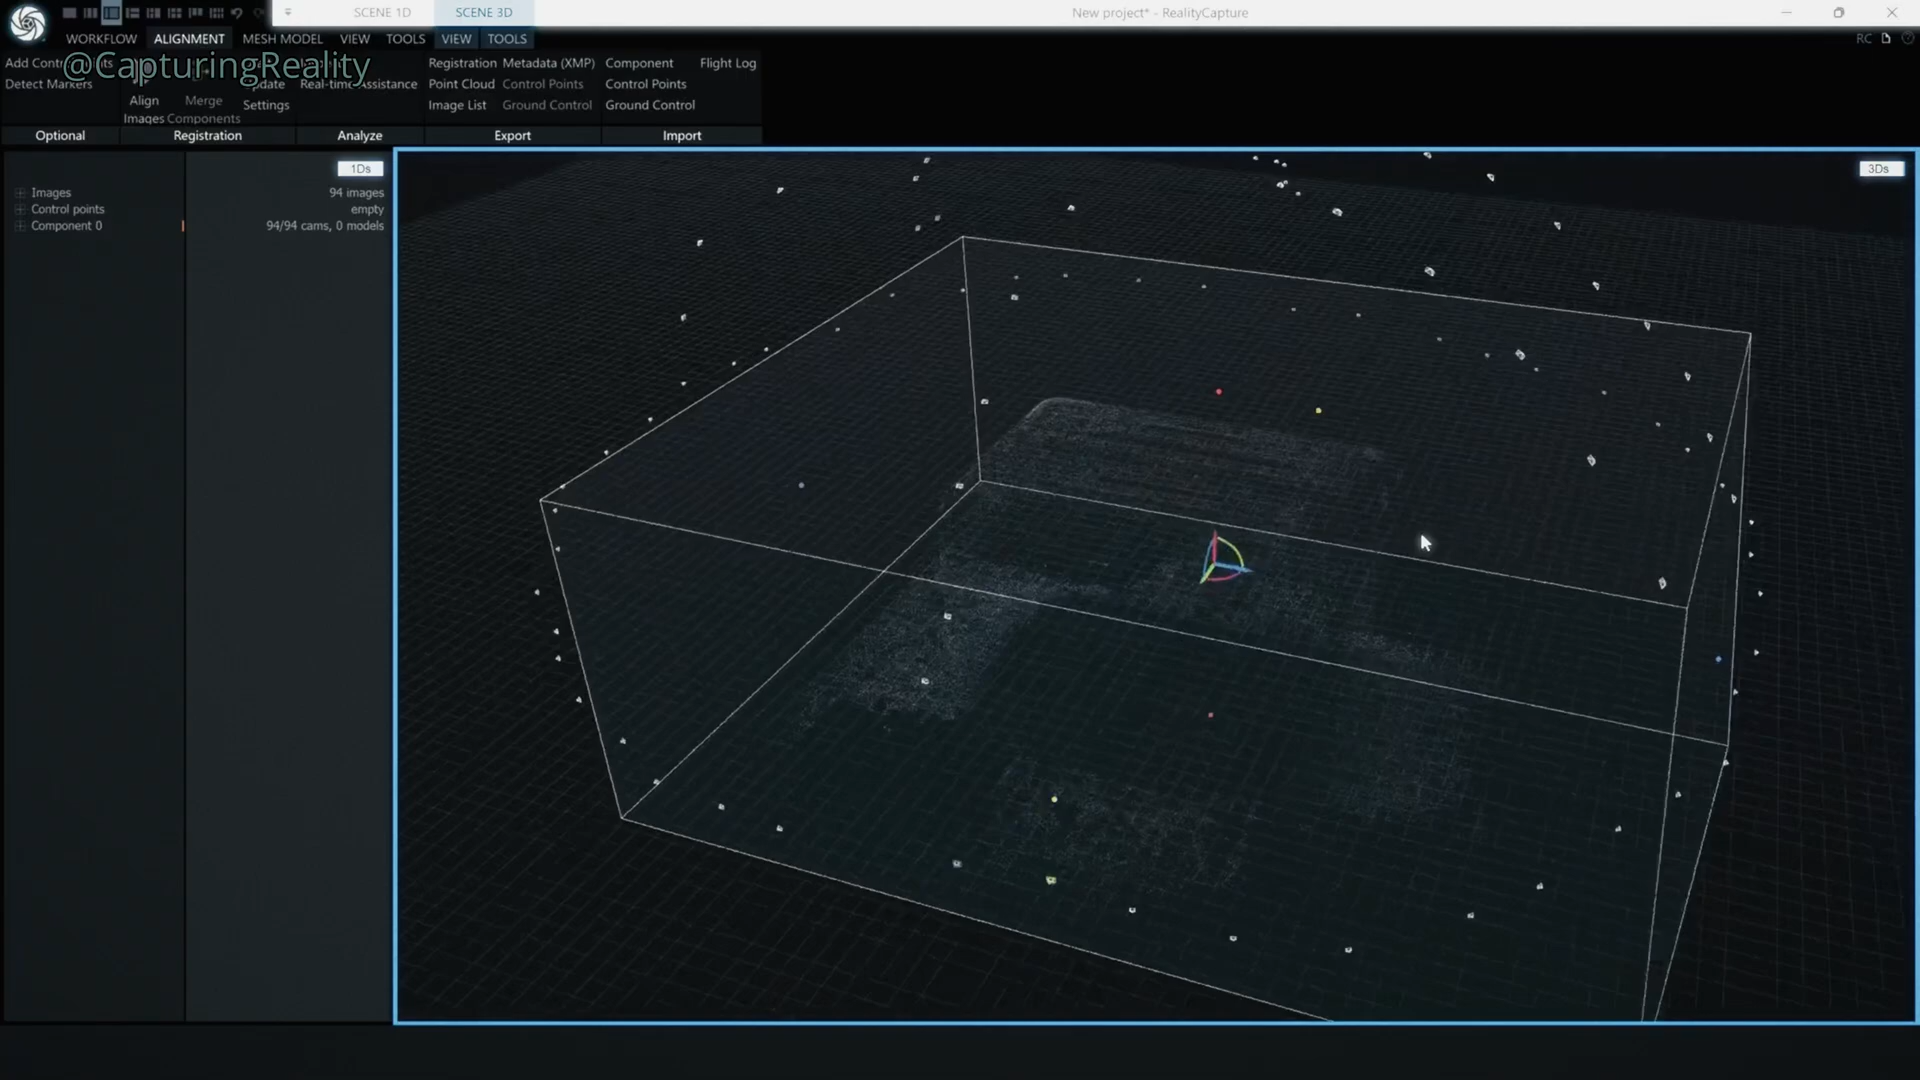 SCENE 1D SCENE 3D New project* - RealityCapture
WORKFLOW ALIGNMENT MESH MODEL VIEW TOOLS VIEW TOOLS RC
@CapturingReality
Add Registration Metadata (XMP) Component Flight Log
Detect Markers Real-time Assistance Point Cloud Control Points Control Points
Align Merge Settings Image List Ground Control Ground Control
Images Components
Optional Registration Analyze Export Import
1Ds 3Ds
Images 94 images
Control points empty
Component 0 94/94 cams, 0 models